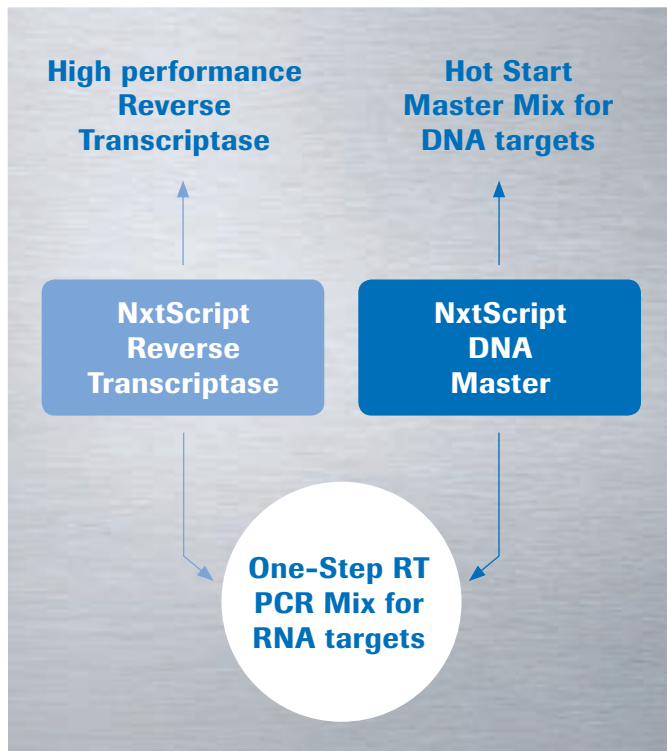 High performance
Reverse
Transcriptase
Hot Start
Master Mix for
DNA targets
NxtScript
Reverse
Transcriptase
NxtScript
DNA
Master
One-Step RT
PCR Mix for
RNA targets